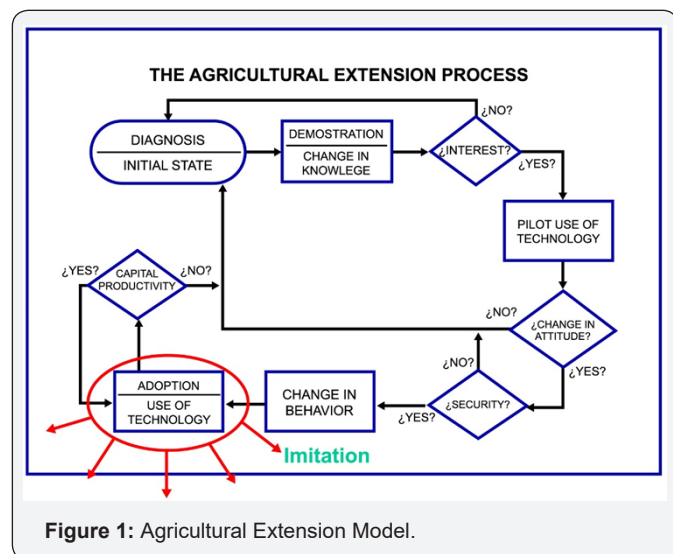 THE AGRICULTURAL EXTENSION PROCESS
¿NO?
DIAGNOSIS
INITIAL STATE
DEMOSTRATION
CHANGE IN
KNOWLEGE
¿INTEREST?
¿YES?
PILOT USE OF
TECHNOLOGY
¿YES?
CAPITAL
PRODUCTIVITY
¿NO?
¿NO?
¿CHANGE IN
ATTITUDE?
¿NO?
¿YES?
ADOPTION
USE OF
TECHNOLOGY
CHANGE IN
BEHAVIOR
¿YES?
¿SECURITY?
Imitation
Figure 1: Agricultural Extension Model.